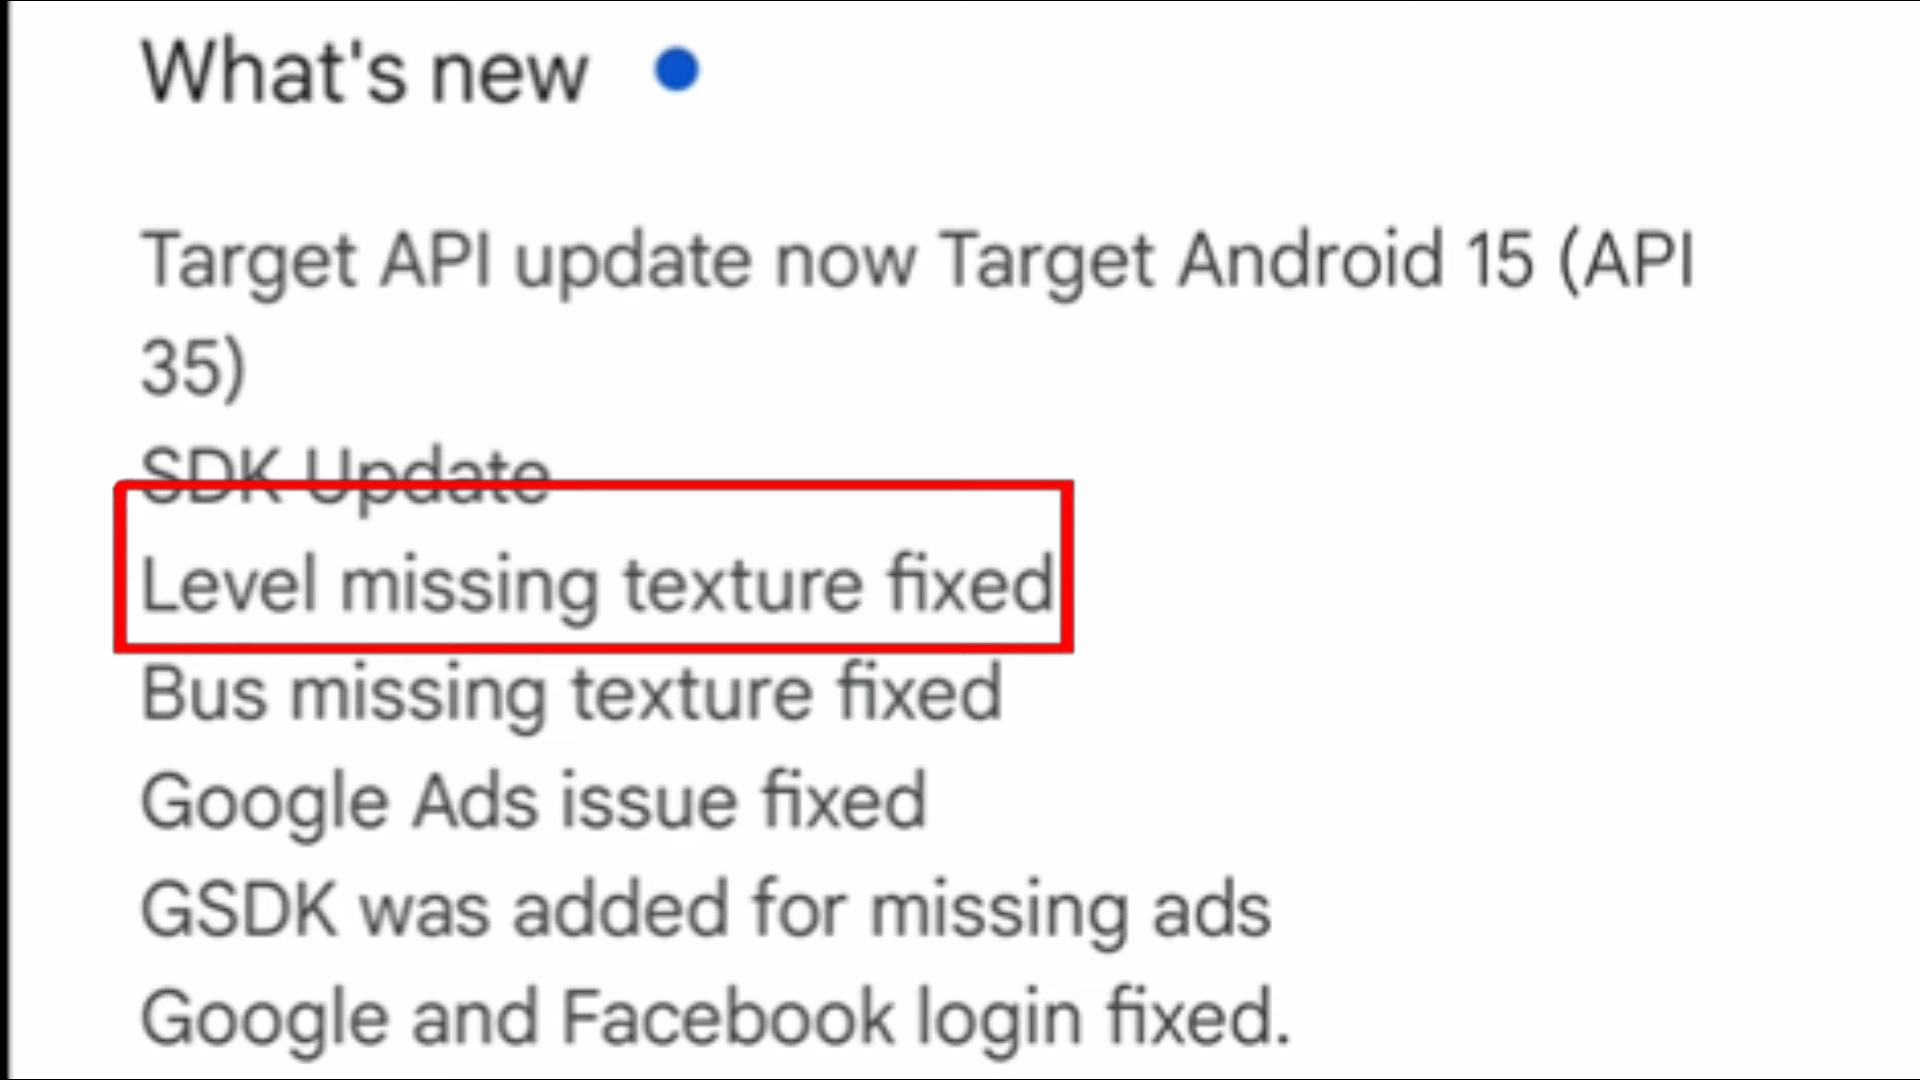 What's new
Target API update now Target Android 15 (API
35)
SDK Update
Level missing texture fixed
Bus missing texture fixed
Google Ads issue fixed
GSDK was added for missing ads
Google and Facebook login fixed.